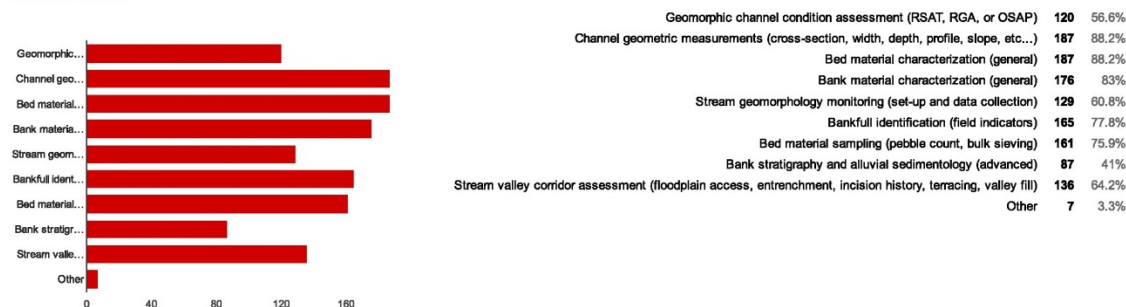 Geomorphic...
Channel geo...
Bed material...
Bank materia...
Stream geom...
Bankfull ident...
Bed material...
Bank stratigr...
Stream valle...
Other
0 40 80 120 160
Geomorphic channel condition assessment (RSAT, RGA, or OSAP) 120 56.6%
Channel geometric measurements (cross-section, width, depth, profile, slope, etc...) 187 88.2%
Bed material characterization (general) 187 88.2%
Bank material characterization (general) 176 83%
Stream geomorphology monitoring (set-up and data collection) 129 60.8%
Bankfull identification (field indicators) 165 77.8%
Bed material sampling (pebble count, bulk sieving) 161 75.9%
Bank stratigraphy and alluvial sedimentology (advanced) 87 41%
Stream valley corridor assessment (floodplain access, entrenchment, incision history, terracing, valley fill) 136 64.2%
Other 7 3.3%